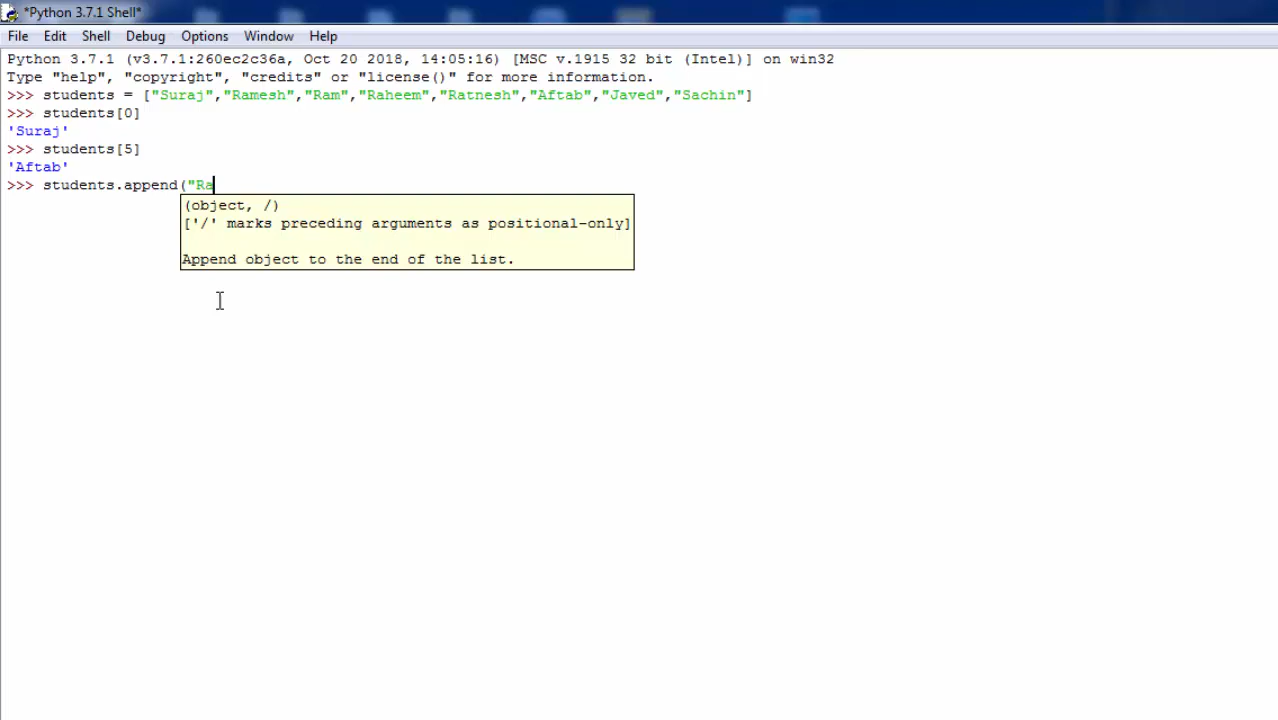 *Python 3.7.1 Shell*
File Edit Shell Debug Options Window Help
Python 3.7.1 (v3.7.1:260ec2c36a, Oct 20 2018, 14:05:16) [MSC v.1915 32 bit (Intel)] on win32
Type "help", "copyright", "credits" or "license()" for more information.
>>> students = ["Suraj","Ramesh","Ram","Raheem","Ratnesh","Aftab","Javed","Sachin"]
>>> students[0]
'Suraj'
>>> students[5]
'Aftab'
>>> students.append("Ra
(object, /)
['/' marks preceding arguments as positional-only]
Append object to the end of the list.